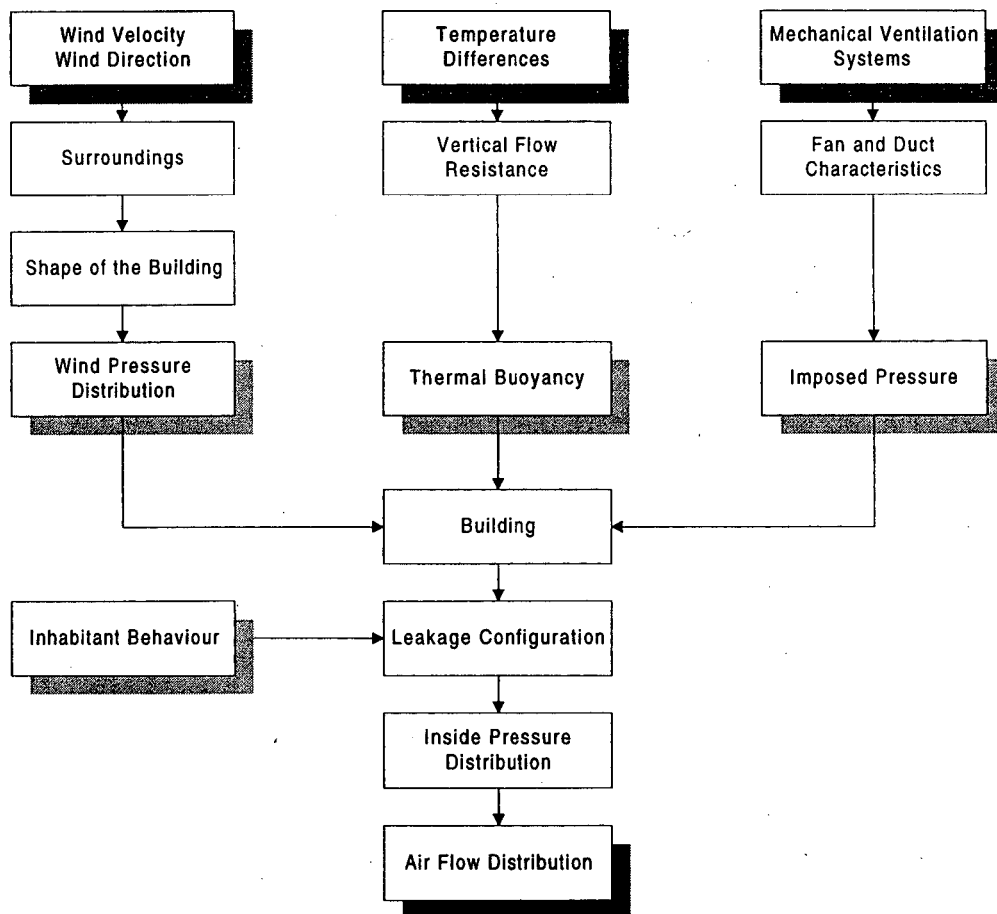 Wind Velocity
Wind Direction
Temperature
Differences
Mechanical Ventilation
Systems
Surroundings
Vertical Flow
Resistance
Fan and Duct
Characteristics
Shape of the Building
Wind Pressure
Distribution
Thermal Buoyancy
Imposed Pressure
Building
Inhabitant Behaviour
Leakage Configuration
Inside Pressure
Distribution
Air Flow Distribution